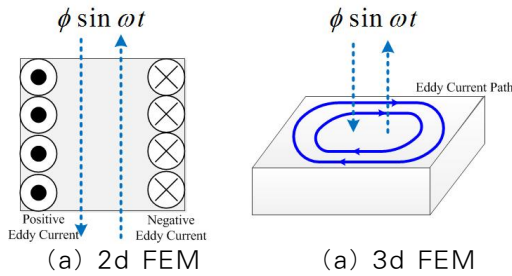 ϕ sin ωt
Positive
Eddy Current
Negative
Eddy Current
(a) 2d FEM
ϕ sin ωt
Eddy Current Path
(a) 3d FEM